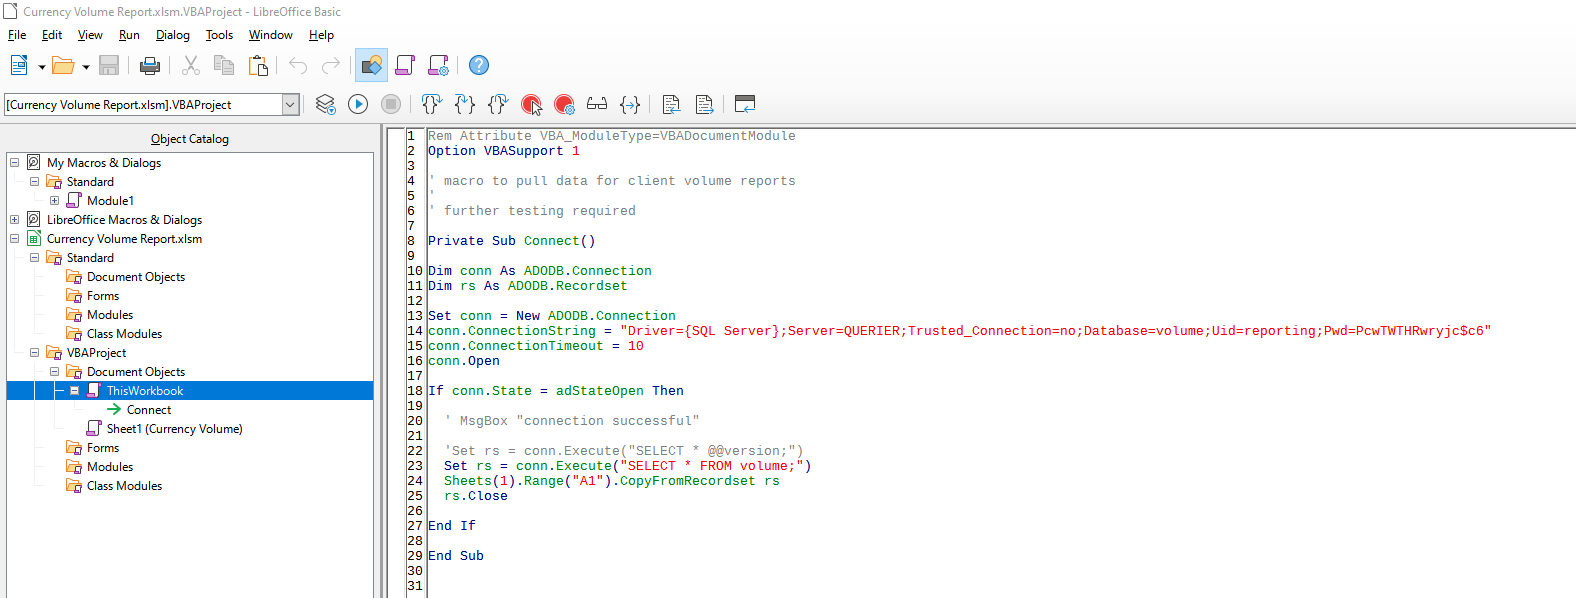 Currency Volume Report.xlsm.VBAProject - LibreOffice Basic
File Edit View Run Dialog Tools Window Help
[Currency Volume Report.xlsm].VBAProject
Object Catalog
My Macros & Dialogs
Standard
Module1
LibreOffice Macros & Dialogs
Currency Volume Report.xlsm
Standard
Document Objects
Forms
Modules
Class Modules
VBAProject
Document Objects
ThisWorkbook
Connect
Sheet1 (Currency Volume)
Forms
Modules
Class Modules
1 Rem Attribute VBA_ModuleType=VBADocumentModule
2 Option VBASupport 1
3
4 ' macro to pull data for client volume reports
5 '
6 ' further testing required
7
8 Private Sub Connect()
9
10 Dim conn As ADODB.Connection
11 Dim rs As ADODB.Recordset
12
13 Set conn = New ADODB.Connection
14 conn.ConnectionString = "Driver={SQL Server};Server=QUERIER;Trusted_Connection=no;Database=volume;Uid=reporting;Pwd=PcwTWTHRwryjc$c6"
15 conn.ConnectionTimeout = 10
16 conn.Open
17
18 If conn.State = adStateOpen Then
19
20 ' MsgBox "connection successful"
21
22 'Set rs = conn.Execute("SELECT * @@version;")
23 Set rs = conn.Execute("SELECT * FROM volume;")
24 Sheets(1).Range("A1").CopyFromRecordset rs
25 rs.Close
26
27 End If
28
29 End Sub
30
31